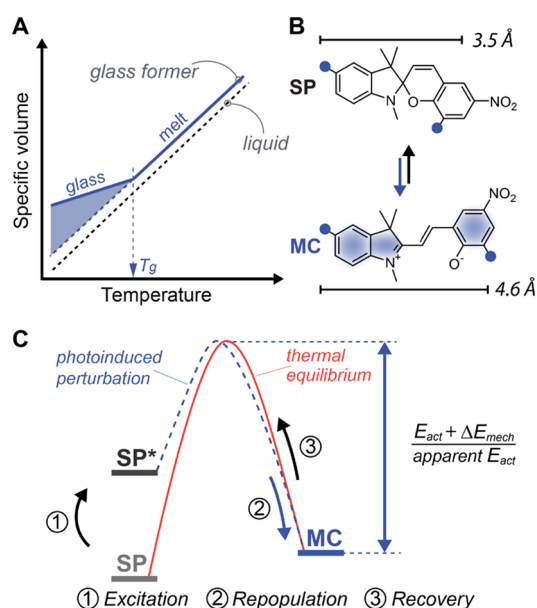 A
Specific volume
glass former
melt
liquid
glass
Tg
Temperature
B
3.5 Å
SP
N
O
NO2
MC
NO2
N+
O-
4.6 Å
C
photoinduced
perturbation
thermal
equilibrium
SP*
SP
1
2
3
MC
Eact + ΔEmech
apparent Eact
1 Excitation 2 Repopulation 3 Recovery